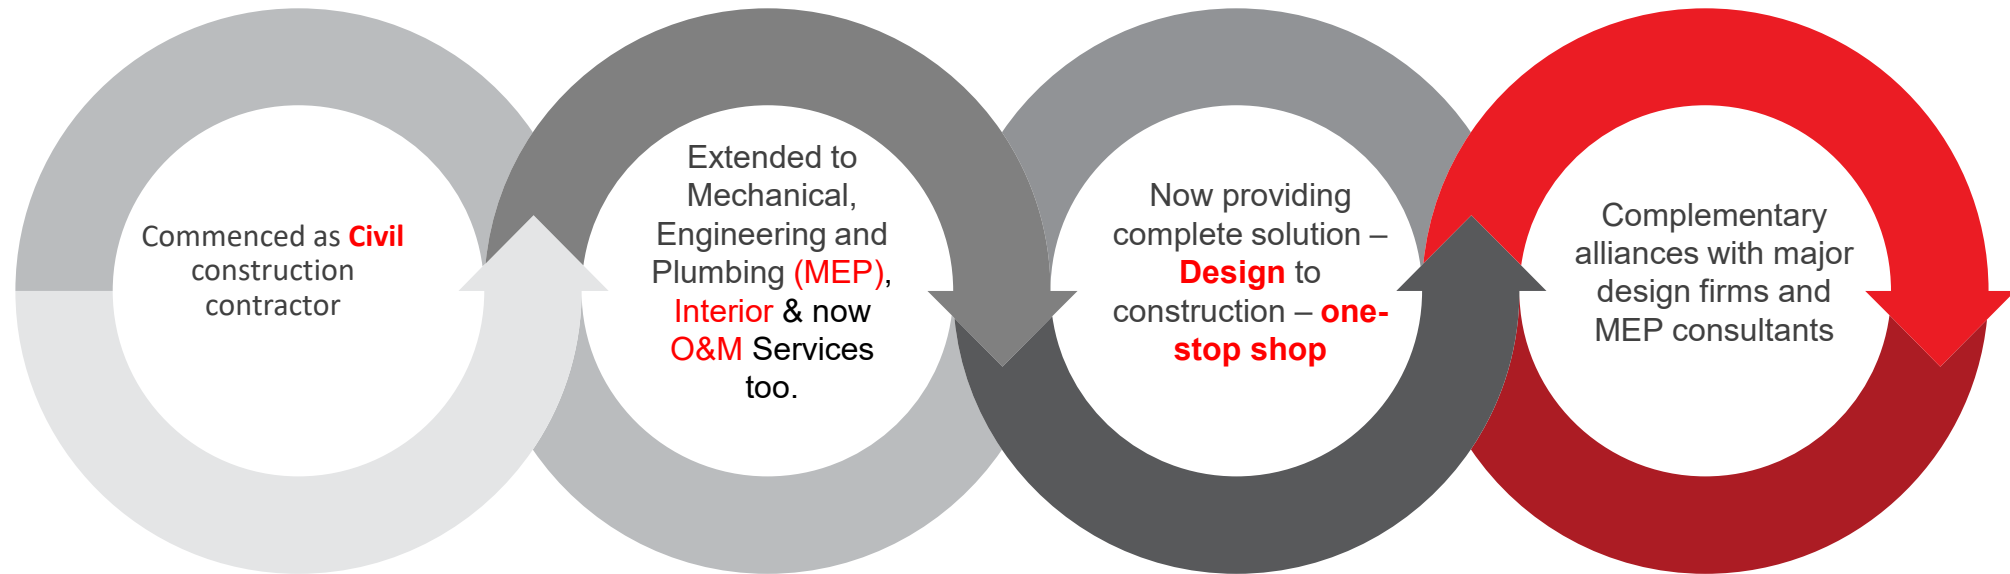 Commenced as Civil
construction
contractor
Extended to
Mechanical,
Engineering and
Plumbing (MEP),
Interior & now
O&M Services
too.
Now providing
complete solution –
Design to
construction – one-
stop shop
Complementary
alliances with major
design firms and
MEP consultants